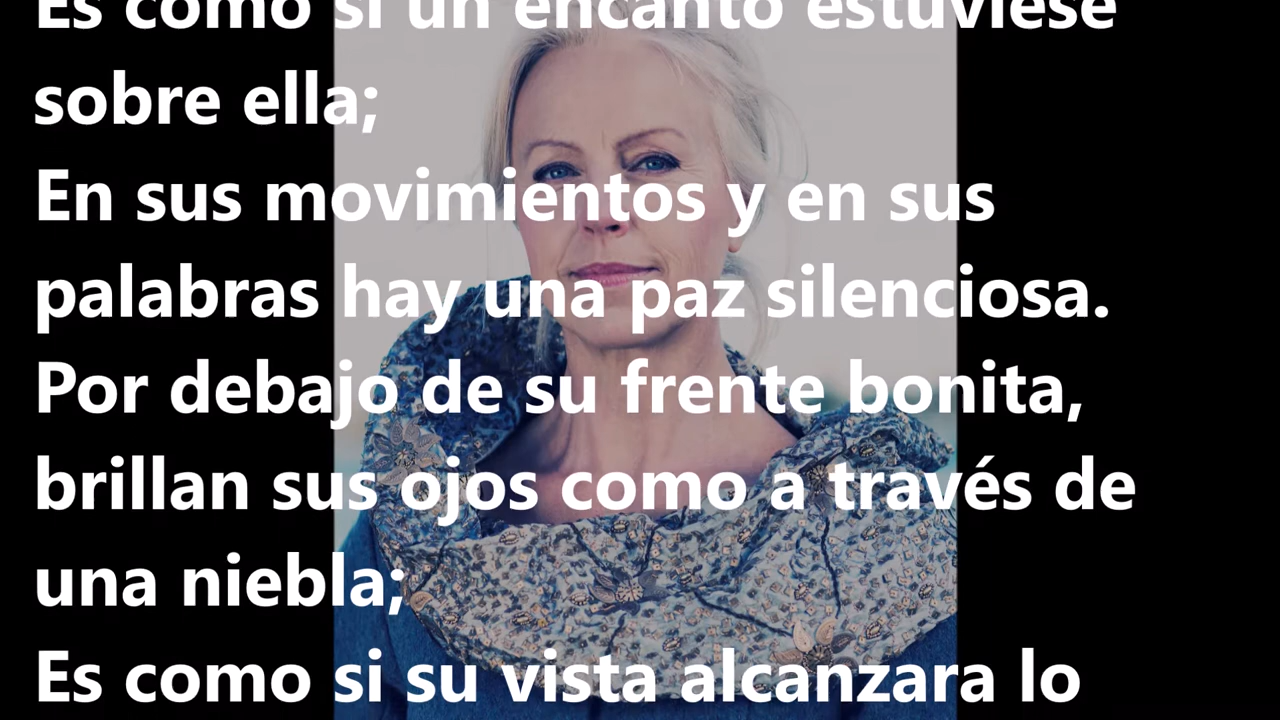 Es como si un encanto estuviese
sobre ella;
En sus movimientos y en sus
palabras hay una paz silenciosa.
Por debajo de su frente bonita,
brillan sus ojos como a través de
una niebla;
Es como si su vista alcanzara lo